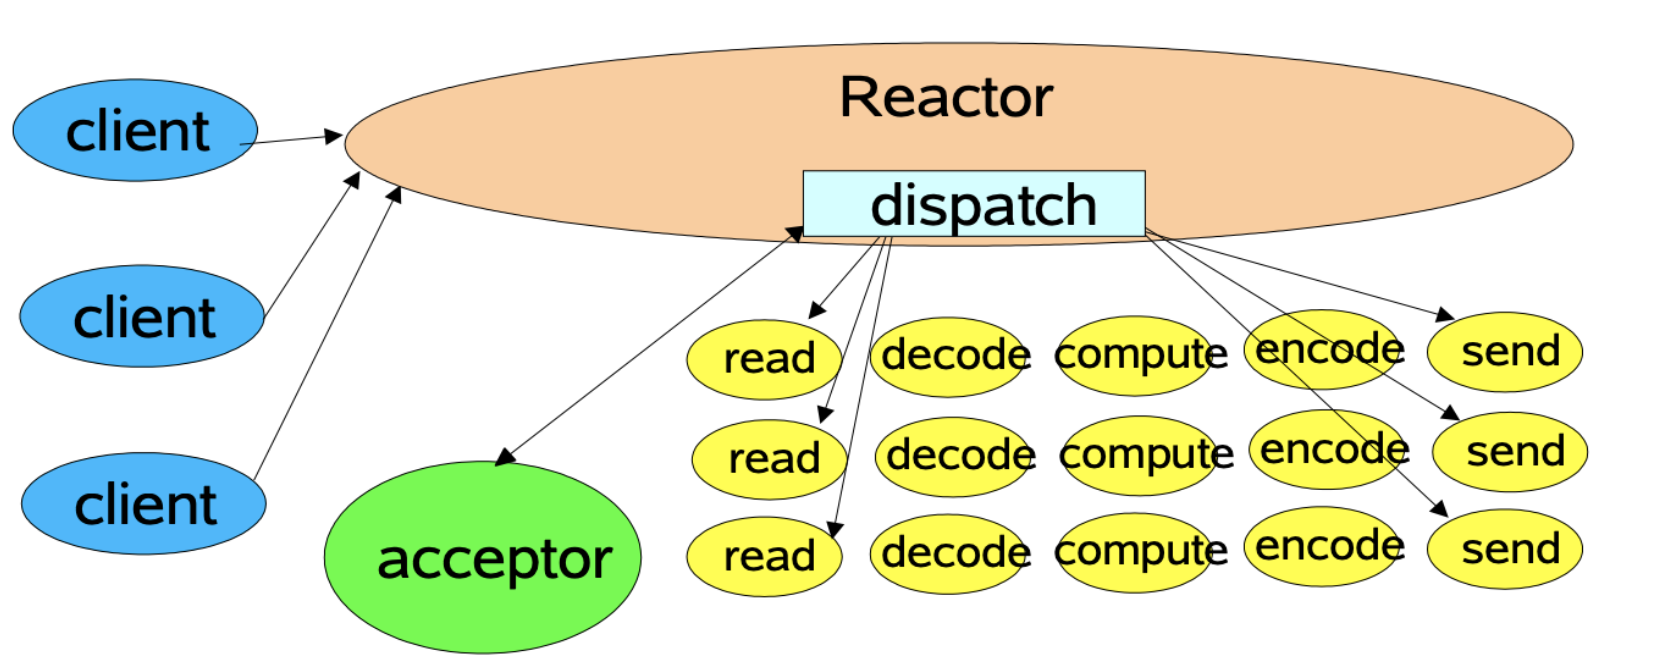 Reactor
client
dispatch
client
read decode compute encode send
client
read decode compute encode send
acceptor
read decode compute encode send